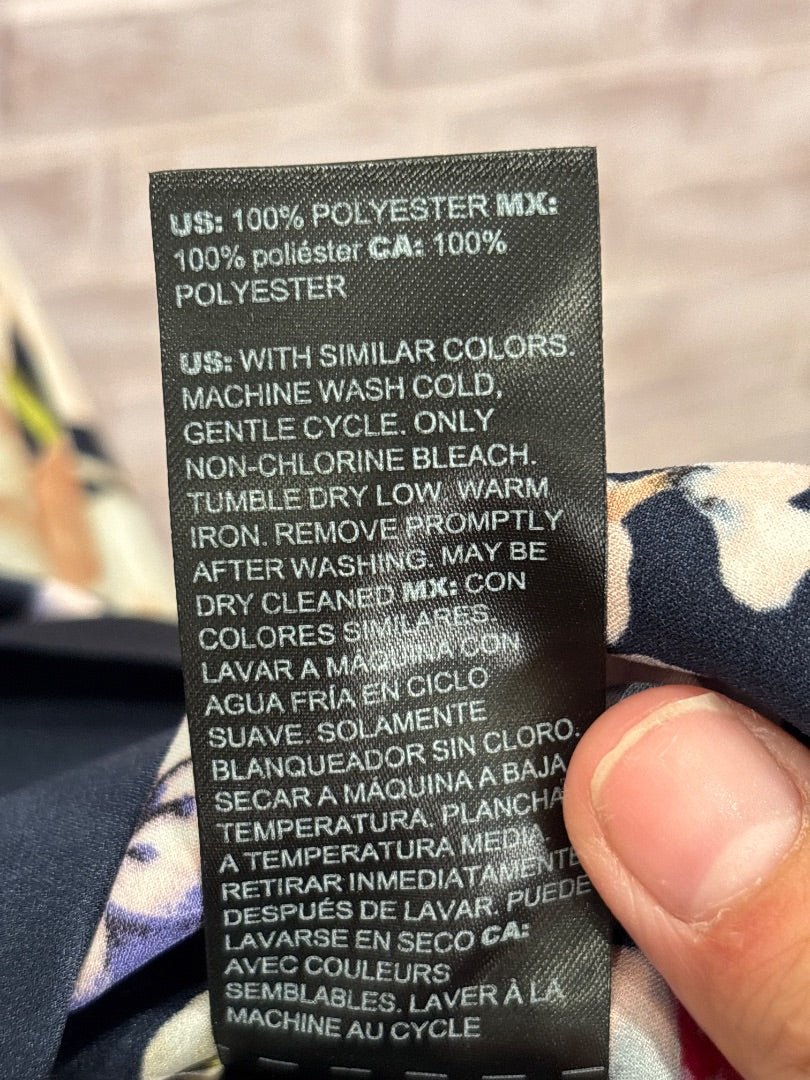 US: 100% POLYESTER MX:
100% poliéster CA: 100%
POLYESTER
US: WITH SIMILAR COLORS.
MACHINE WASH COLD,
GENTLE CYCLE. ONLY
NON-CHLORINE BLEACH.
TUMBLE DRY LOW. WARM
IRON. REMOVE PROMPTLY
AFTER WASHING. MAY BE
DRY CLEANED MX: CON
COLORES SIMILARES.
LAVAR A MÁQUINA CON
AGUA FRÍA EN CICLO
SUAVE. SOLAMENTE
BLANQUEADOR SIN CLORO.
SECAR A MÁQUINA A BAJA
TEMPERATURA. PLANCHA
A TEMPERATURA MEDIA.
RETIRAR INMEDIATAMENTE
DESPUÉS DE LAVAR. PUEDE
LAVARSE EN SECO CA:
AVEC COULEURS
SEMBLABLES. LAVER À LA
MACHINE AU CYCLE